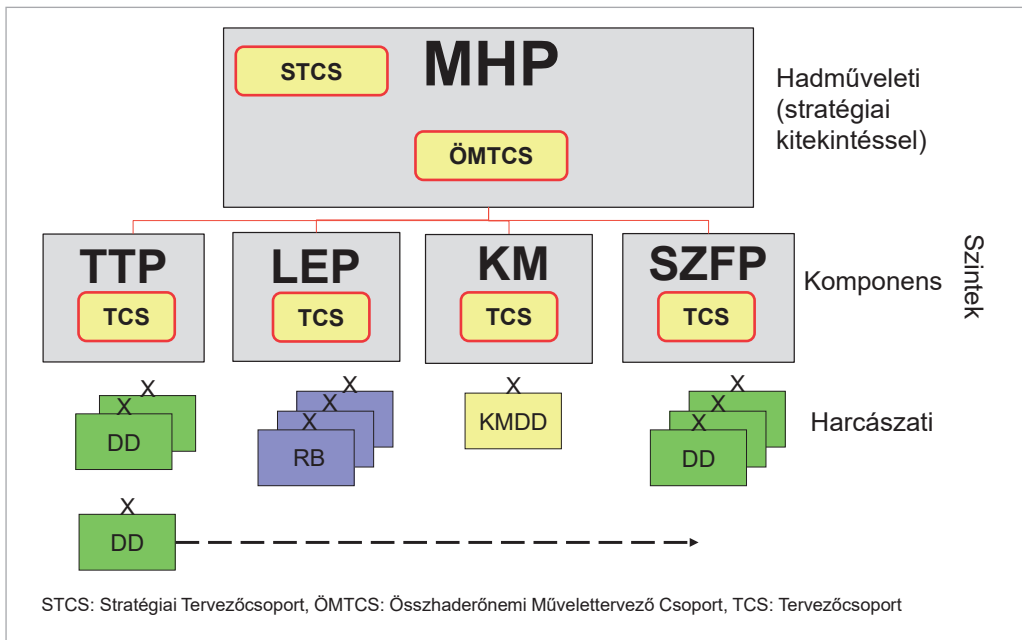 STCS
MHP
ÖMTCS
Hadműveleti
(stratégiai
kitekintéssel)
TTP
TCS
LEP
TCS
KM
TCS
SZFP
TCS
Komponens
Szintek
X
X
DD
X
X
X
RB
X
KMDD
X
X
X
DD
Harcászati
X
DD
STCS: Stratégiai Tervezőcsoport, ÖMTCS: Összhaderőnemi Művelettervező Csoport, TCS: Tervezőcsoport